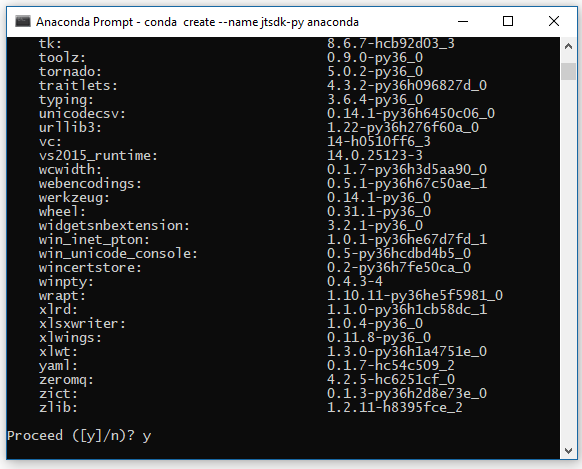 Anaconda Prompt - conda create --name jtsdk-py anaconda
tk: 8.6.7-hcb92d03_3
toolz: 0.9.0-py36_0
tornado: 5.0.2-py36_0
traitlets: 4.3.2-py36h096827d_0
typing: 3.6.4-py36_0
unicodecsv: 0.14.1-py36h6450c06_0
urllib3: 1.22-py36h276f60a_0
vc: 14-h0510ff6_3
vs2015_runtime: 14.0.25123-3
wcwidth: 0.1.7-py36h3d5aa90_0
webencodings: 0.5.1-py36h67c50ae_1
werkzeug: 0.14.1-py36_0
wheel: 0.31.1-py36_0
widgetsnbextension: 3.2.1-py36_0
win_inet_pton: 1.0.1-py36he67d7fd_1
win_unicode_console: 0.5-py36hcdbd4b5_0
wincertstore: 0.2-py36h7fe50ca_0
winpty: 0.4.3-4
wrapt: 1.10.11-py36he5f5981_0
xlrd: 1.1.0-py36h1cb58dc_1
xlsxwriter: 1.0.4-py36_0
xlwings: 0.11.8-py36_0
xlwt: 1.3.0-py36h1a4751e_0
yaml: 0.1.7-hc54c509_2
zeromq: 4.2.5-hc6251cf_0
zict: 0.1.3-py36h2d8e73e_0
zlib: 1.2.11-h8395fce_2
Proceed ([y]/n)? y